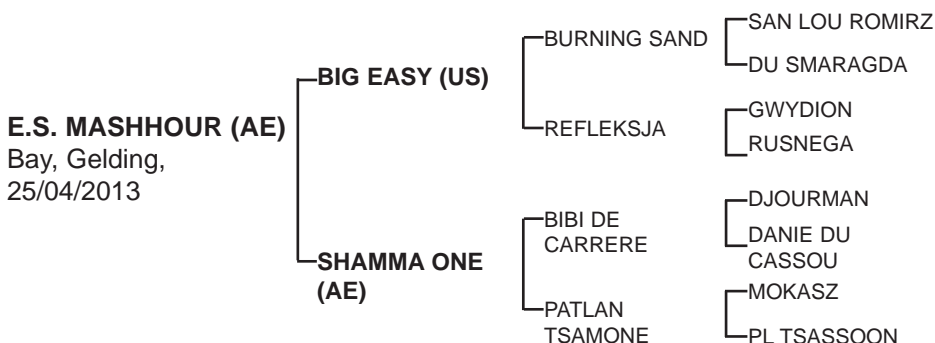 E.S. MASHHOUR (AE)
Bay, Gelding,
25/04/2013
BIG EASY (US)
SHAMMA ONE
(AE)
BURNING SAND
REFLEKSJA
BIBI DE
CARRERE
PATLAN
TSAMONE
SAN LOU ROMIRZ
DU SMARAGDA
GWYDION
RUSNEGA
DJOURMAN
DANIE DU
CASSOU
MOKASZ
PL TSASSOON